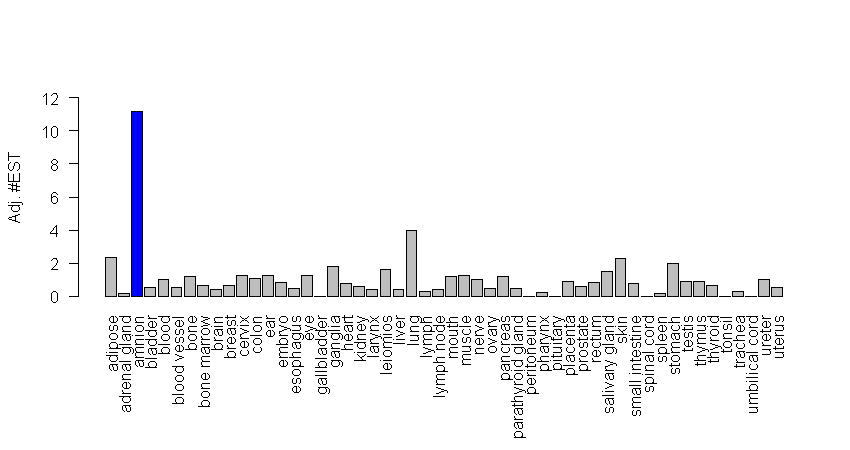 12
10
8
6
4
2
0
Adj. #EST
adipose
adrenal gland
amnion
bladder
blood
blood vessel
bone
bone marrow
brain
breast
cervix
colon
ear
embryo
esophagus
eye
gallbladder
ganglia
heart
kidney
larynx
leiomios
liver
lung
lymph
lymph node
mouth
muscle
nerve
ovary
pancreas
parathyroid gland
peritoneum
pharynx
pituitary
placenta
prostate
rectum
salivary gland
skin
small intestine
spinal cord
spleen
stomach
testis
thymus
thyroid
tonsil
trachea
umbilical cord
ureter
uterus